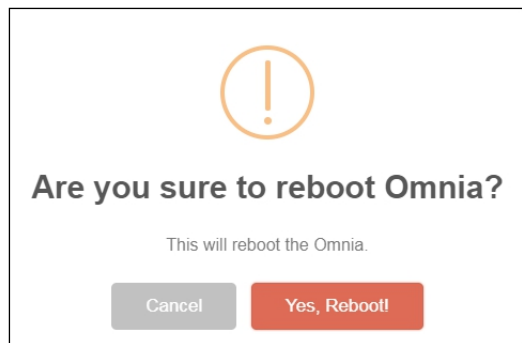 Are you sure to reboot Omnia?
This will reboot the Omnia.
Cancel Yes, Reboot!